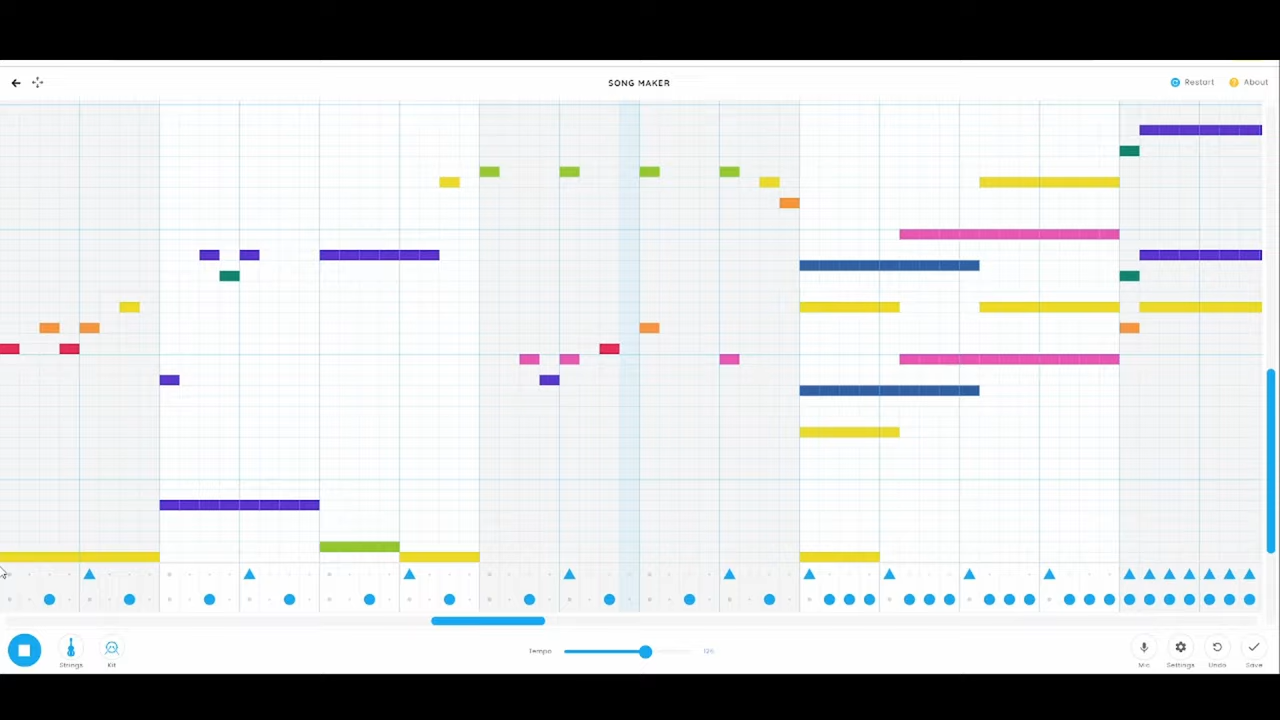 SONG MAKER
Restart
About
Strings
Kit
Tempo
Mic
Settings
Undo
Save